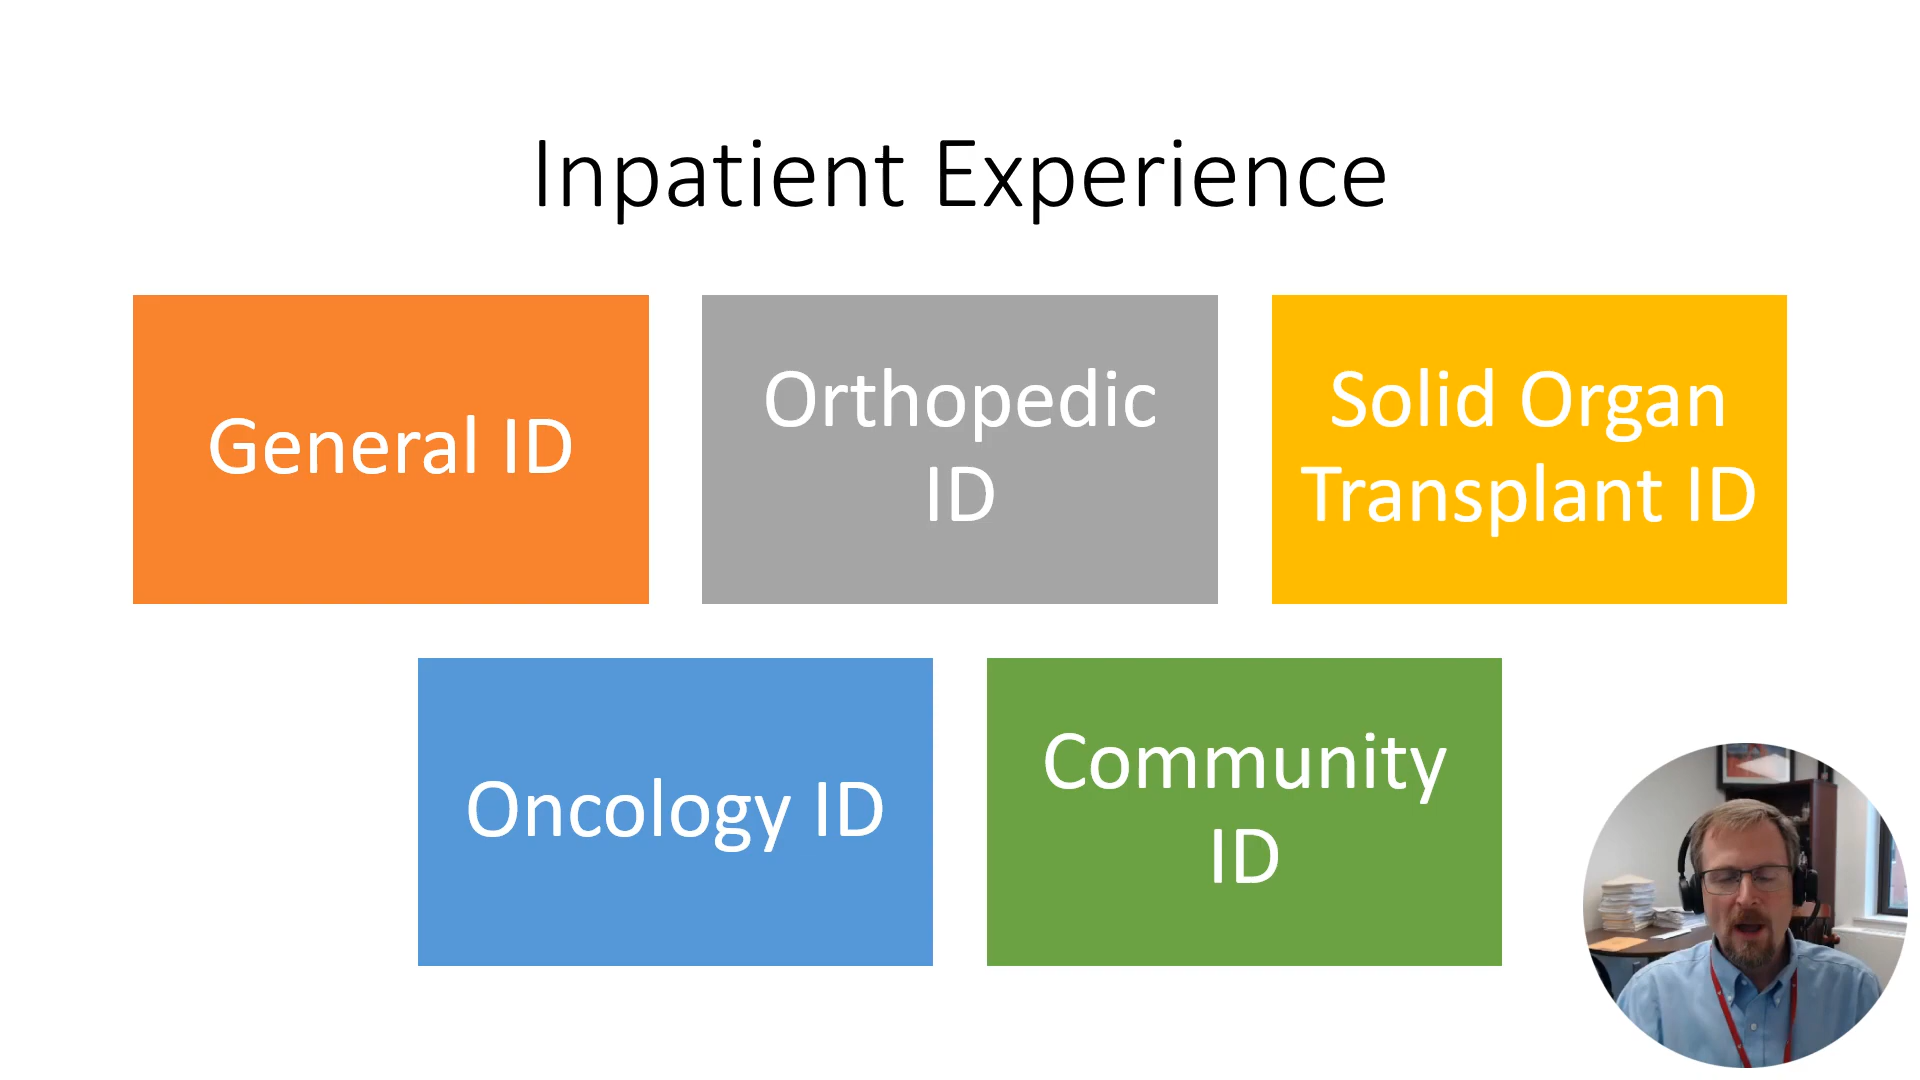 Inpatient Experience
General ID
Orthopedic
ID
Solid Organ
Transplant ID
Oncology ID
Community
ID